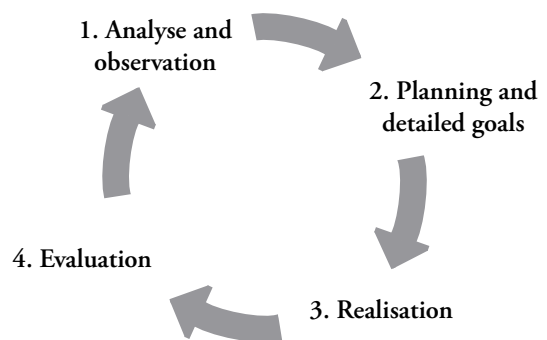 1. Analyse and
observation
2. Planning and
detailed goals
3. Realisation
4. Evaluation